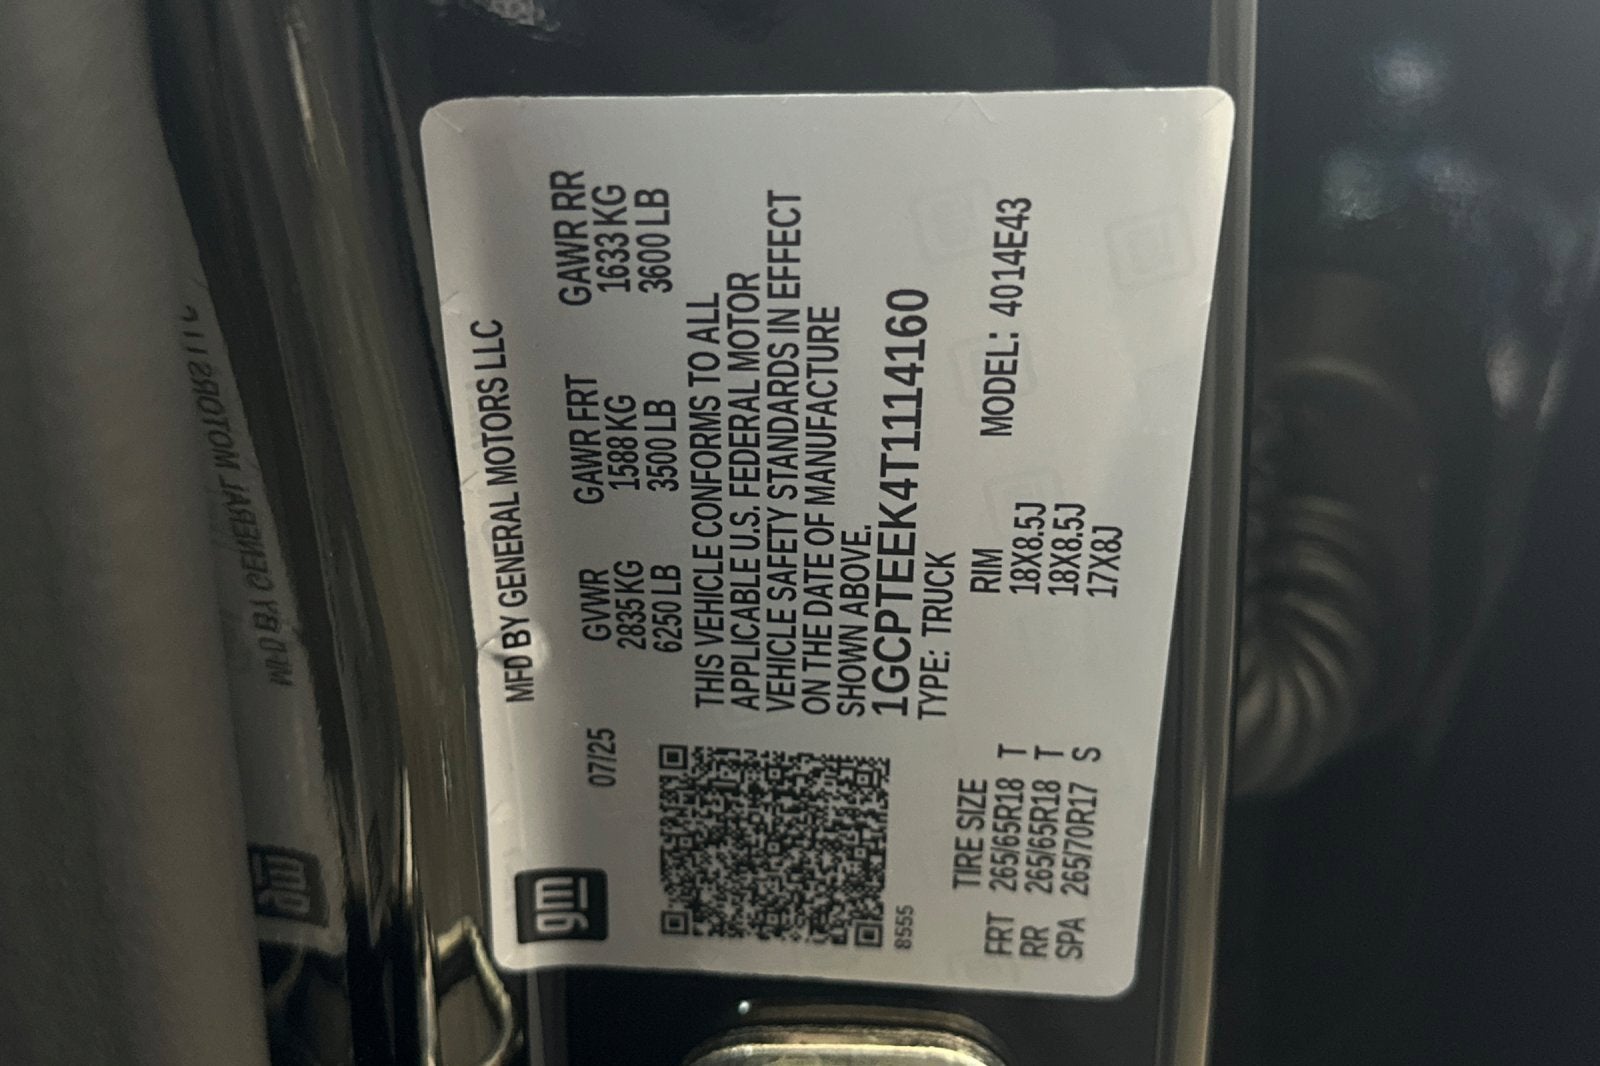 gm
MFD BY GENERAL MOTORS LLC
07/25
GVWR GAWR FRT GAWR RR
2835 KG 1588 KG 1633 KG
6250 LB 3500 LB 3600 LB
THIS VEHICLE CONFORMS TO ALL
APPLICABLE U.S. FEDERAL MOTOR
VEHICLE SAFETY STANDARDS IN EFFECT
ON THE DATE OF MANUFACTURE
SHOWN ABOVE.
1GCPTEEK4T1114160
TYPE: TRUCK MODEL: 4014E43
8555
TIRE SIZE RIM
FRT 265/65R18 T 18X8.5J
RR 265/65R18 T 18X8.5J
SPA 265/70R17 S 17X8J